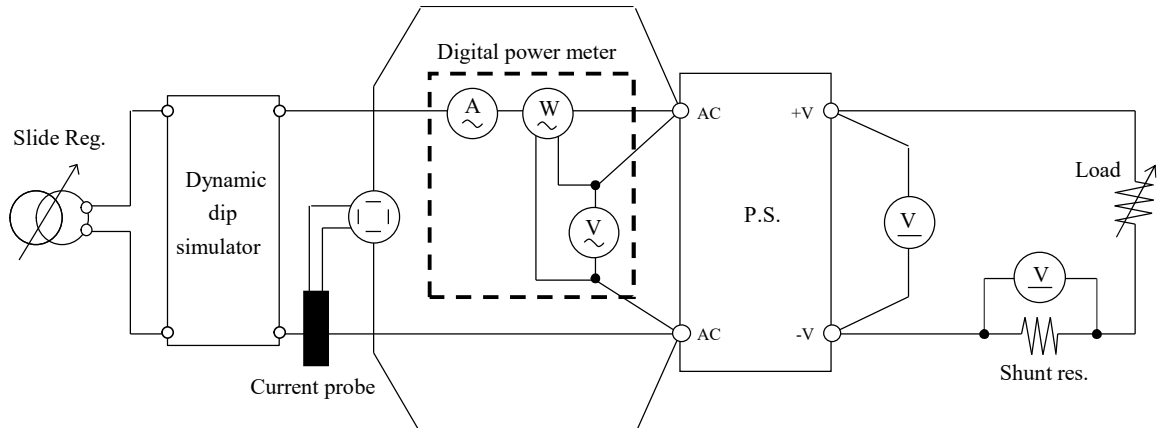 Digital power meter
A
W
AC
+V
Slide Reg.
Load
Dynamic
dip
simulator
P.S.
V
V
V
AC
-V
Current probe
Shunt res.